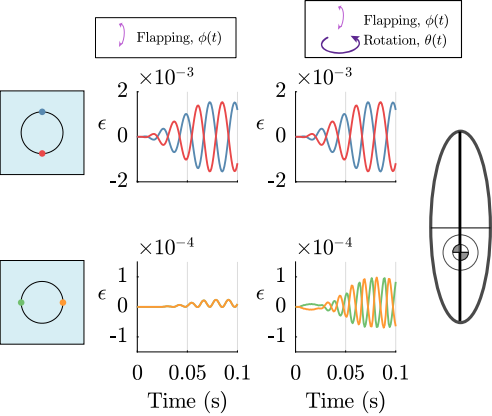 Flapping, ϕ(t)
Flapping, ϕ(t)
Rotation, θ(t)
×10⁻³
×10⁻³
2
2
ϵ
0
ϵ
0
-2
-2
×10⁻⁴
×10⁻⁴
1
1
ϵ
0
ϵ
0
-1
-1
0 0.05 0.1
0 0.05 0.1
Time (s)
Time (s)